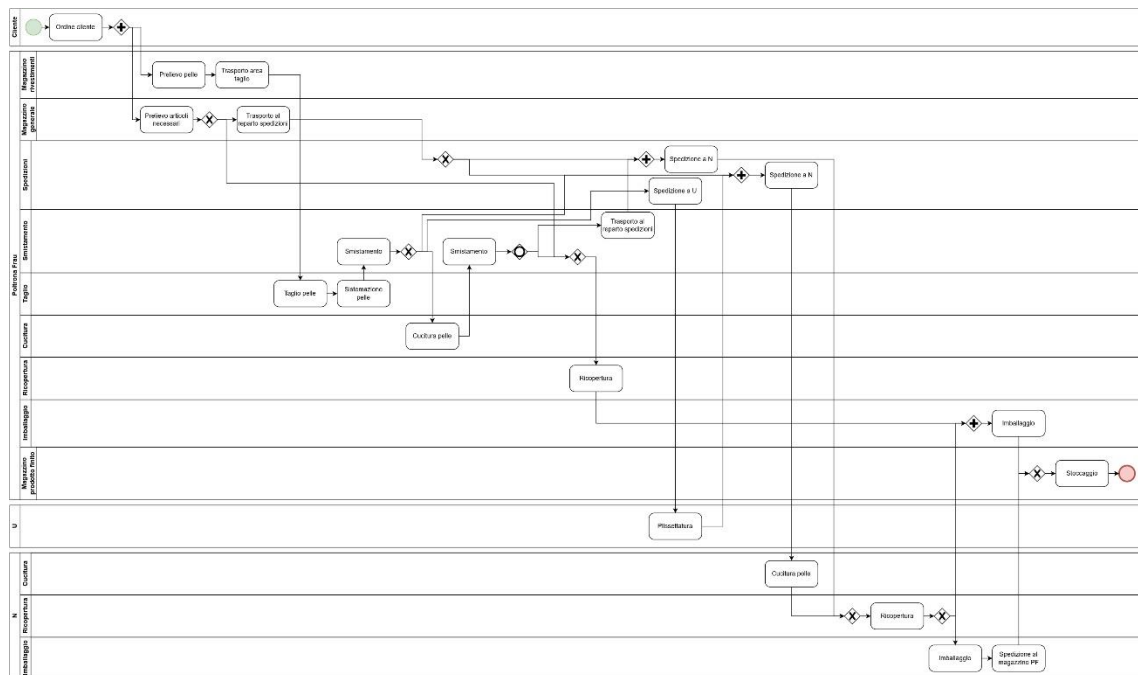 Cliente
Ordine cliente
Poltrona Frau
Magazzino
rivestimenti
Prelievo pelle
Trasporto area
taglio
Magazzino
generale
Prelievo articoli
necessari
Trasporto al
reparto spedizioni
Spedizioni
Spedizione a N
Spedizione a N
Spedizione a U
Smistamento
Trasporto al
reparto spedizioni
Smistamento
Smistamento
Taglio
Taglio pelle
Sistemazione
pelle
Cucitura
Cucitura pelle
Ricopertura
Ricopertura
Imballaggio
Imballaggio
Magazzino
prodotto finito
Stoccaggio
U
Plissettatura
N
Cucitura
Cucitura pelle
Ricopertura
Ricopertura
Imballaggio
Imballaggio
Spedizione al
magazzino PF